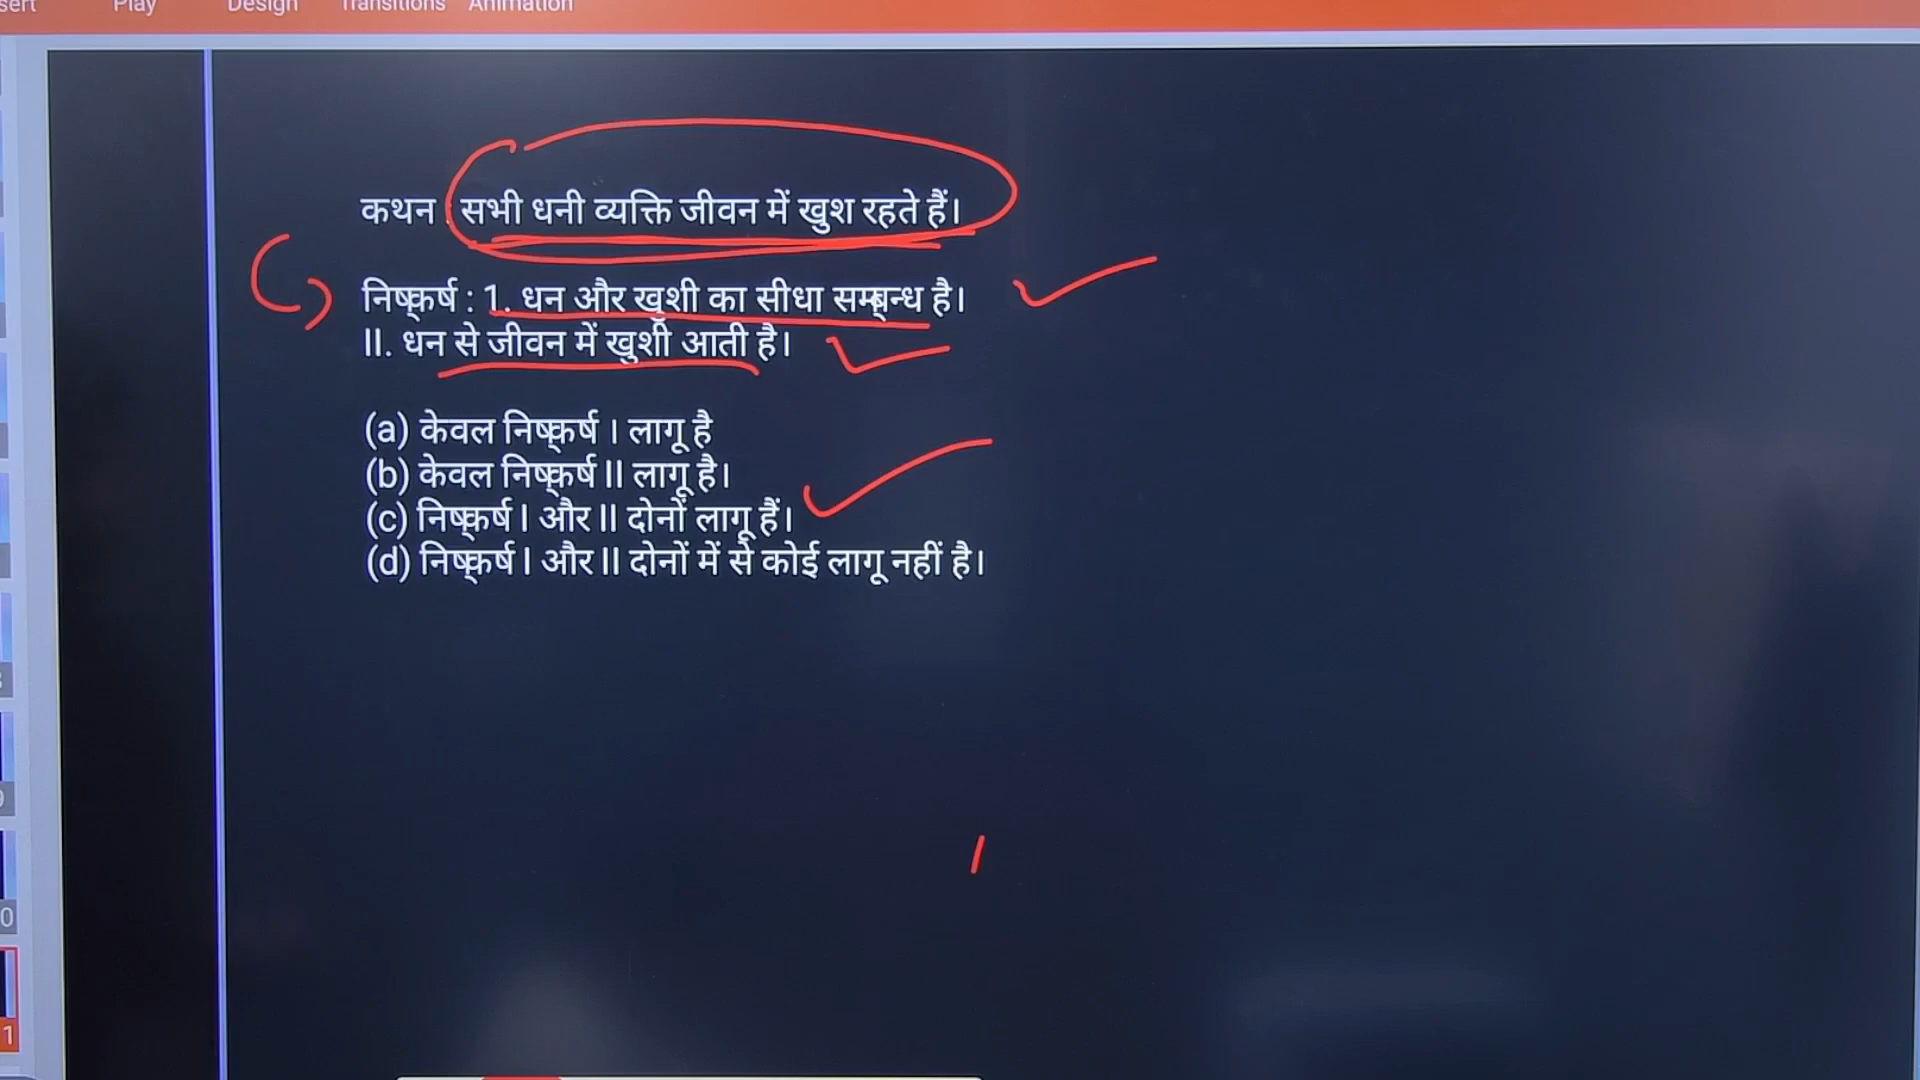 Play Design Transitions Animation
कथन : सभी धनी व्यक्ति जीवन में खुश रहते हैं।
निष्कर्ष : 1. धन और खुशी का सीधा सम्बन्ध है।
II. धन से जीवन में खुशी आती है।
(a) केवल निष्कर्ष I लागू है
(b) केवल निष्कर्ष II लागू है।
(c) निष्कर्ष I और II दोनों लागू हैं।
(d) निष्कर्ष I और II दोनों में से कोई लागू नहीं है।